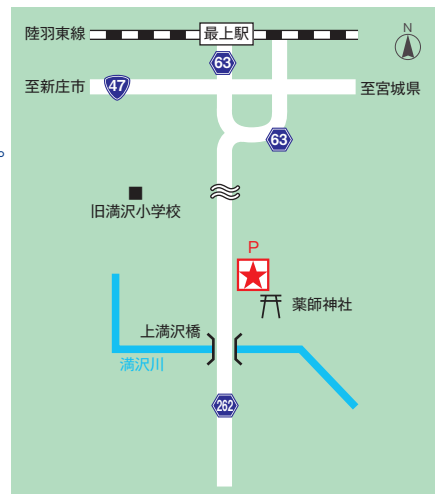 陸羽東線
最上駅
N
63
至新庄市
47
至宮城県
63
旧満沢小学校
P
薬師神社
上満沢橋
満沢川
262